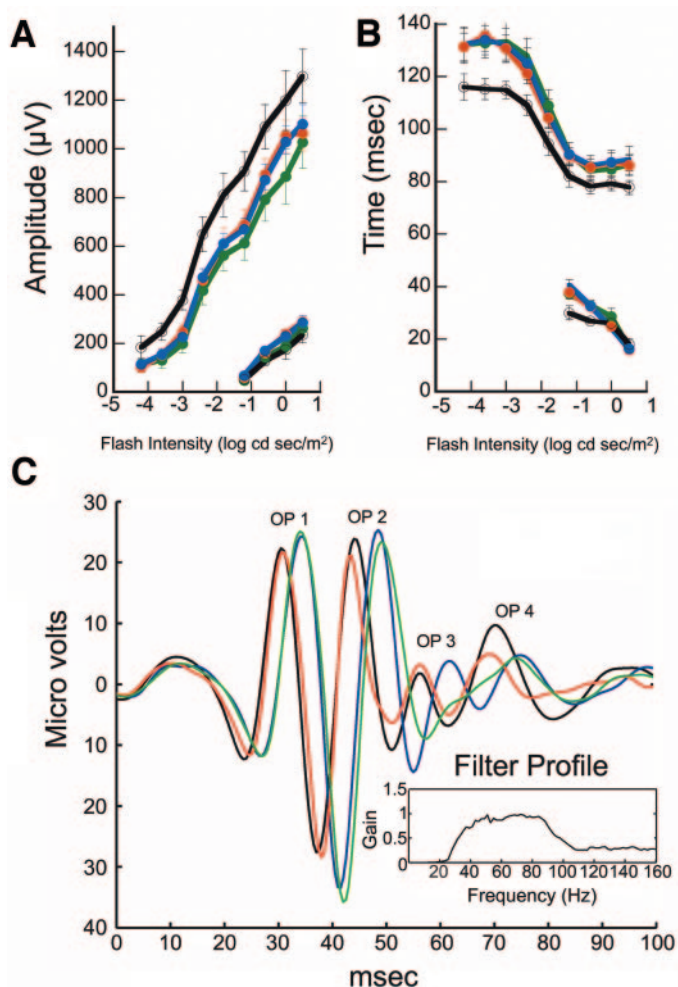 A
B
Amplitude (μV)
1400
1200
1000
800
600
400
200
0
-5 -4 -3 -2 -1 0 1
Flash Intensity (log cd sec/m²)
Time (msec)
140
120
100
80
60
40
20
0
-5 -4 -3 -2 -1 0 1
Flash Intensity (log cd sec/m²)
C
Micro volts
30
20
10
0
10
20
30
40
OP 1
OP 2
OP 3
OP 4
Filter Profile
Gain
1.5
1
0.5
0
20 40 60 80 100 120 140 160
Frequency (Hz)
0 10 20 30 40 50 60 70 80 90 100
msec